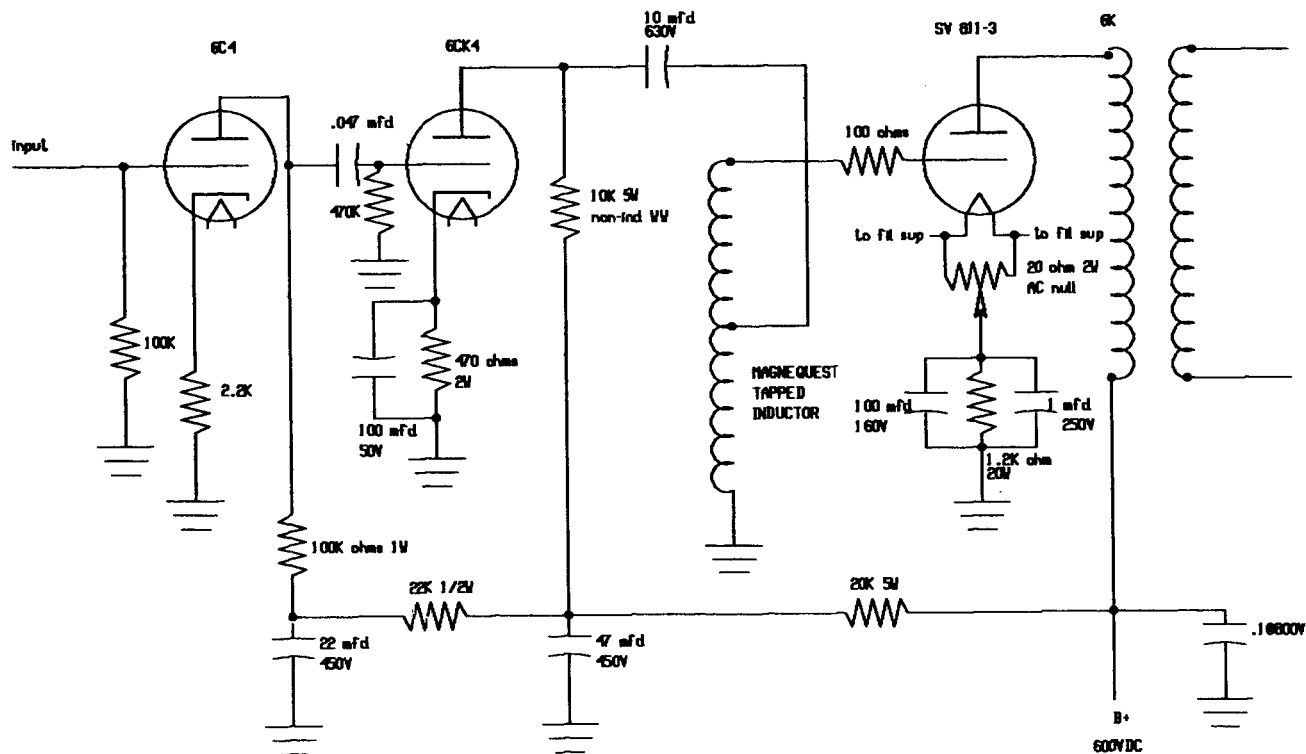 10 mfd
630V
6C4
6CK4
SV 811-3
6K
.047 mfd
100 ohms
input
470K
10K 5W
non-ind WW
to fil sup
to fil sup
20 ohm 2W
AC null
100K
2.2K
470 ohms
2W
MAGNEQUEST
TAPPED
INDUCTOR
100 mfd
160V
1 mfd
250V
100 mfd
50V
1.2K ohm
20W
100K ohms 1W
22K 1/2W
20K 5W
22 mfd
450V
47 mfd
450V
.1@800V
B+
600VDC